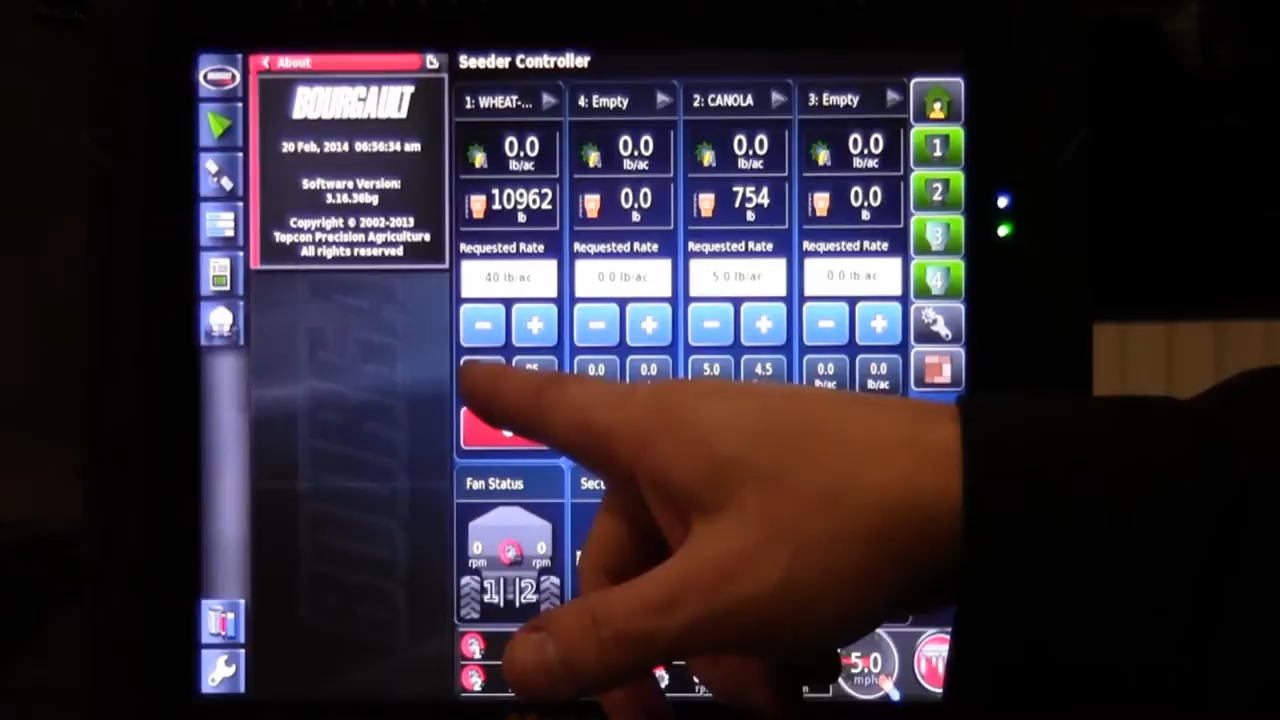 About
BOURGAULT
20 Feb, 2014 06:56:34 am
Software Version:
3.16.36bg
Copyright © 2002-2013
Topcon Precision Agriculture
All rights reserved
Seeder Controller
1: WHEAT-...
0.0
lb/ac
10962
lb
Requested Rate
40 lb/ac
4: Empty
0.0
lb/ac
0.0
lb
Requested Rate
0.0 lb/ac
0.0
0.0
2: CANOLA
0.0
lb/ac
754
lb
Requested Rate
5.0 lb/ac
5.0
4.5
3: Empty
0.0
lb/ac
0.0
lb
Requested Rate
0.0 lb/ac
0.0
lb/ac
0.0
lb/ac
1
2
3
4
Fan Status
0
rpm
0
rpm
1
2
1
2
5.0
mph